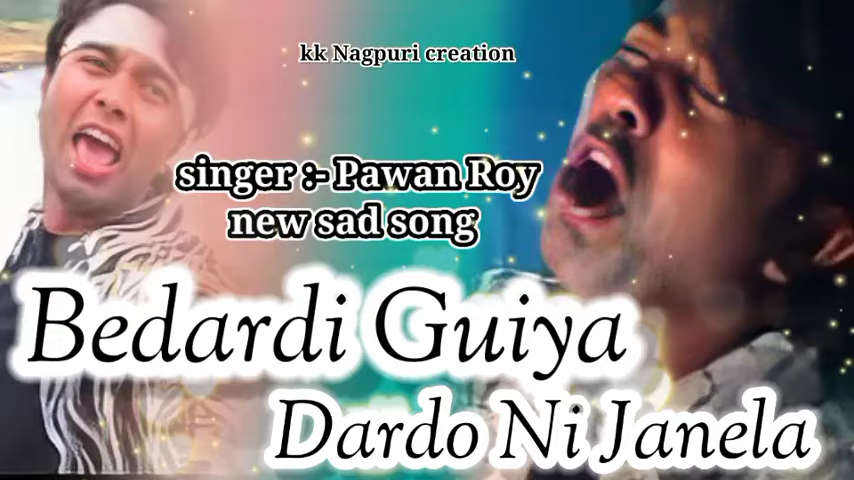 kk Nagpuri creation
singer :- Pawan Roy
new sad song
Bedardi Guiya
Dardo Ni Janela